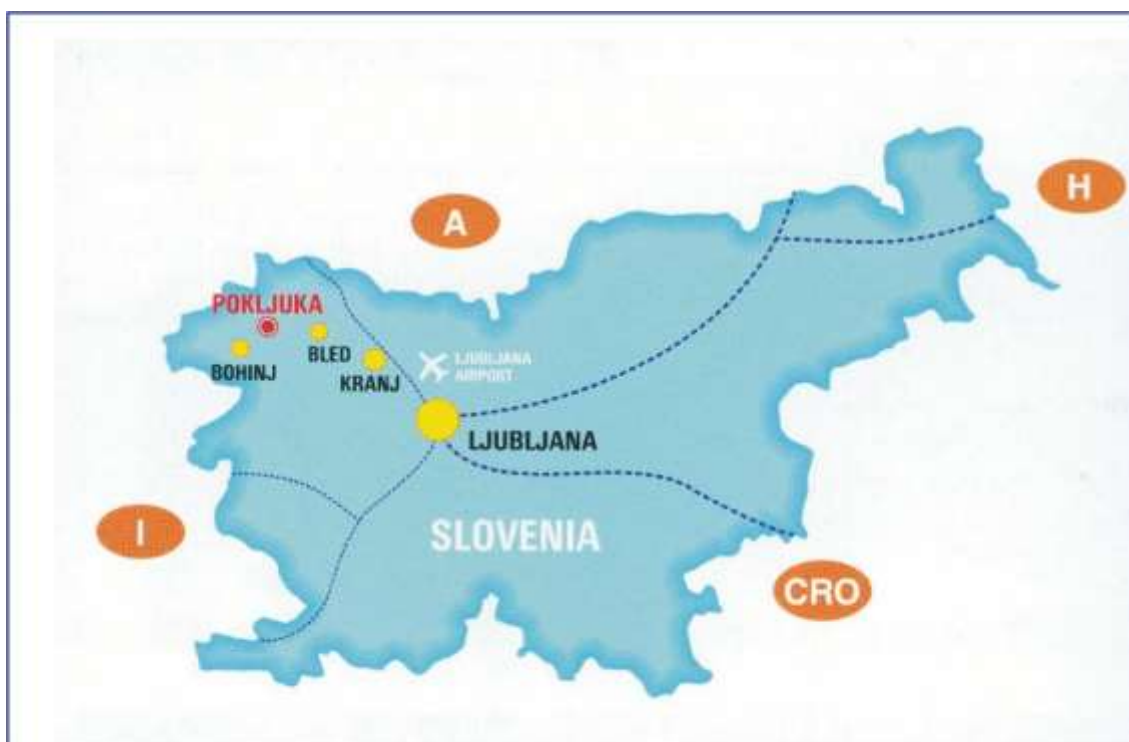 H
A
POKLJUKA
BLED
BOHINJ
KRANJ
LJUBLJANA
AIRPORT
LJUBLJANA
I
SLOVENIA
CRO